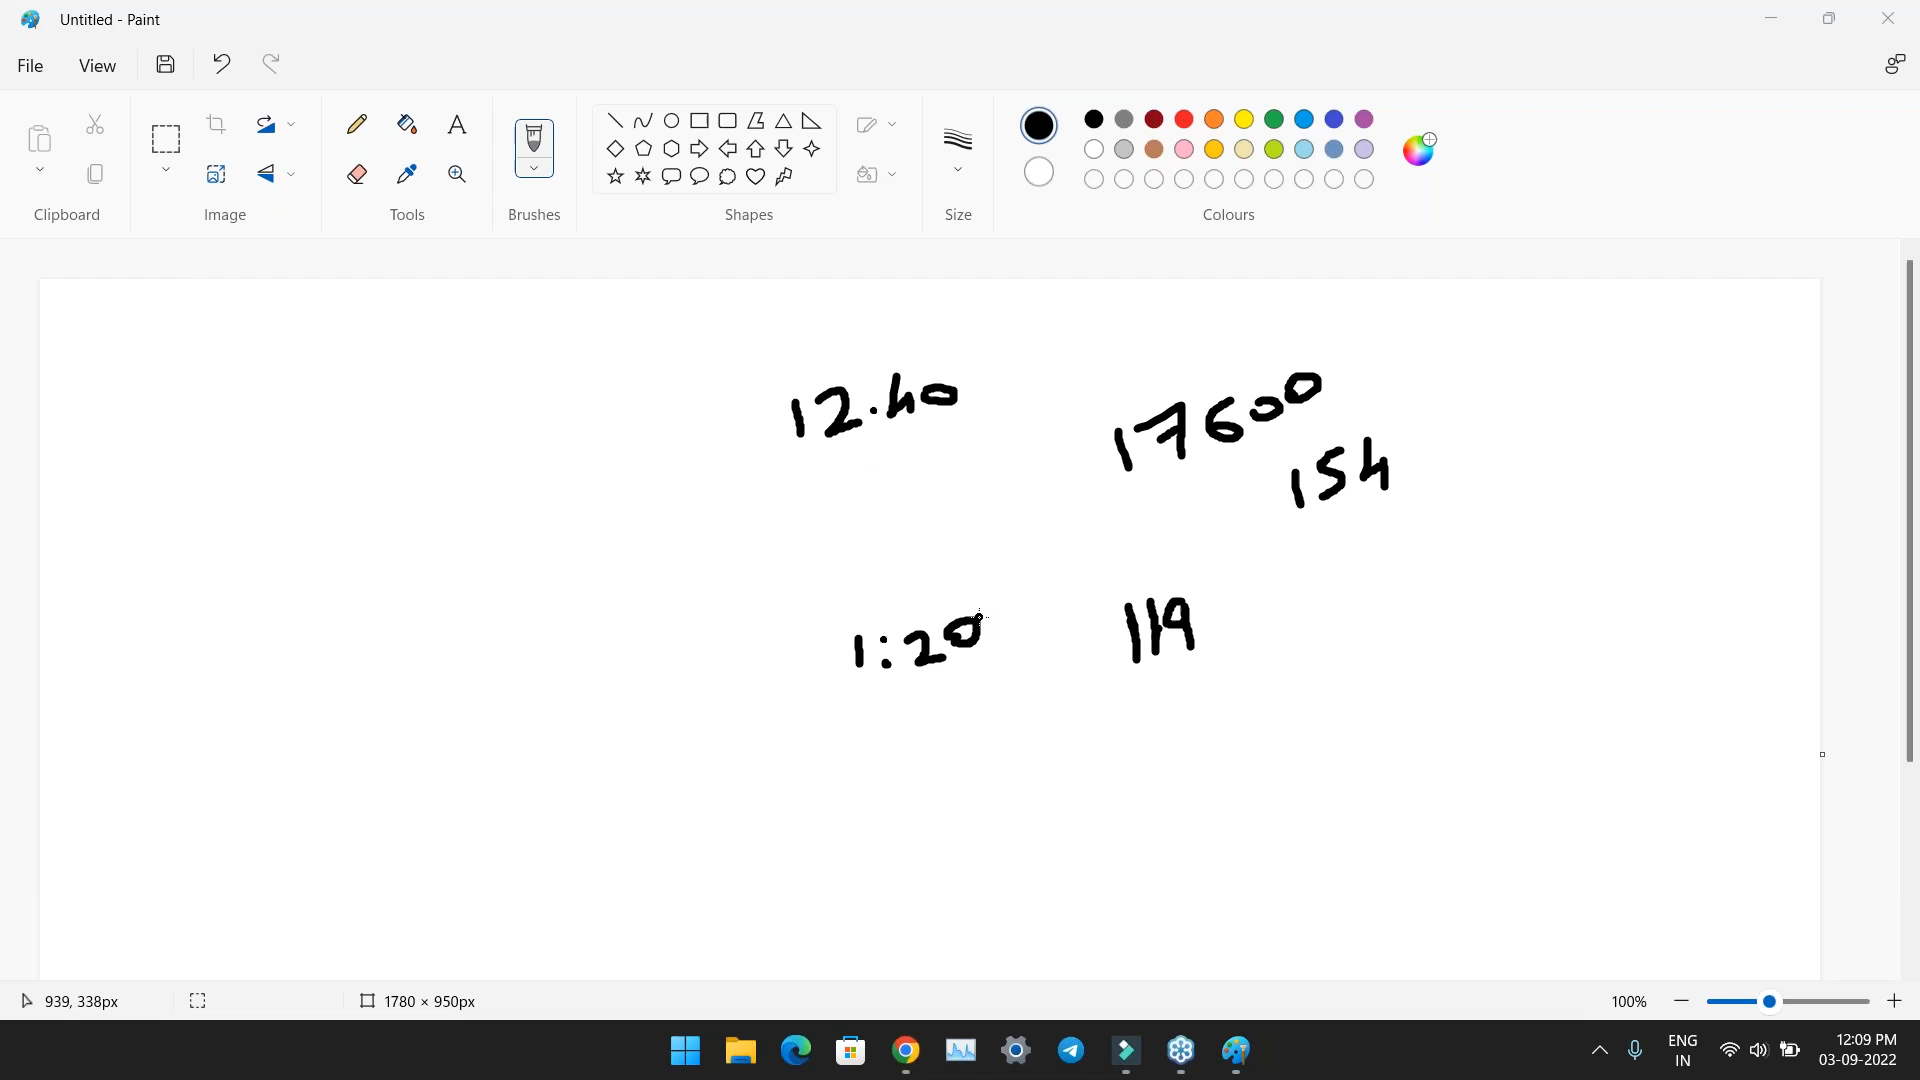 Untitled - Paint
File View
Clipboard Image Tools Brushes Shapes Size Colours
12.40 17600
154
1:20 119
939, 338px 1780 × 950px 100%
ENG 12:09 PM
IN 03-09-2022